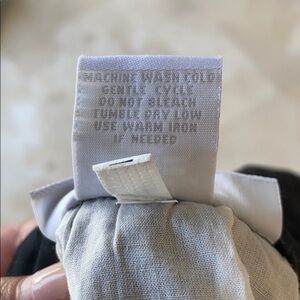 MACHINE WASH COLD
GENTLE CYCLE
DO NOT BLEACH
TUMBLE DRY LOW
USE WARM IRON
IF NEEDED